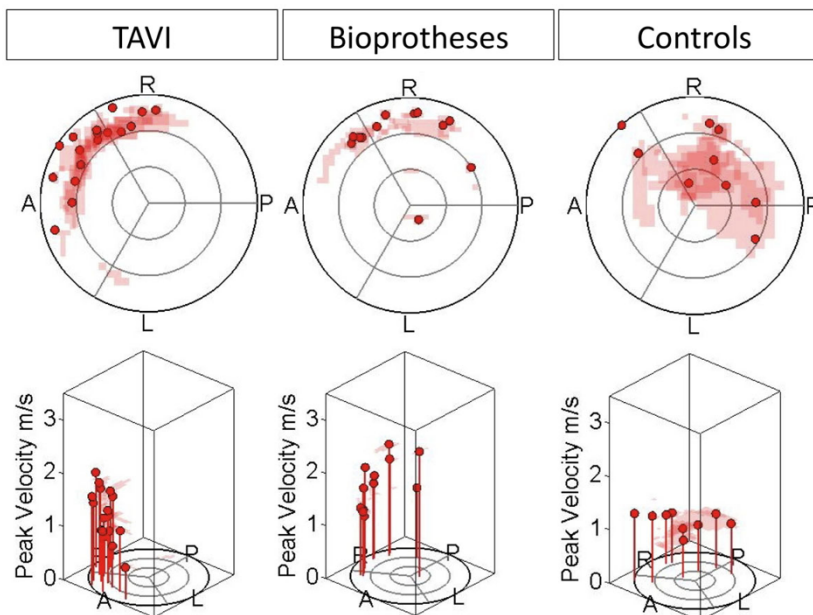 TAVI
Bioprotheses
Controls
R
A
P
L
R
A
P
L
R
A
P
L
Peak Velocity m/s
3
2
1
0
P
A
L
Peak Velocity m/s
3
2
1
0
P
A
L
Peak Velocity m/s
3
2
1
0
R
P
A
L